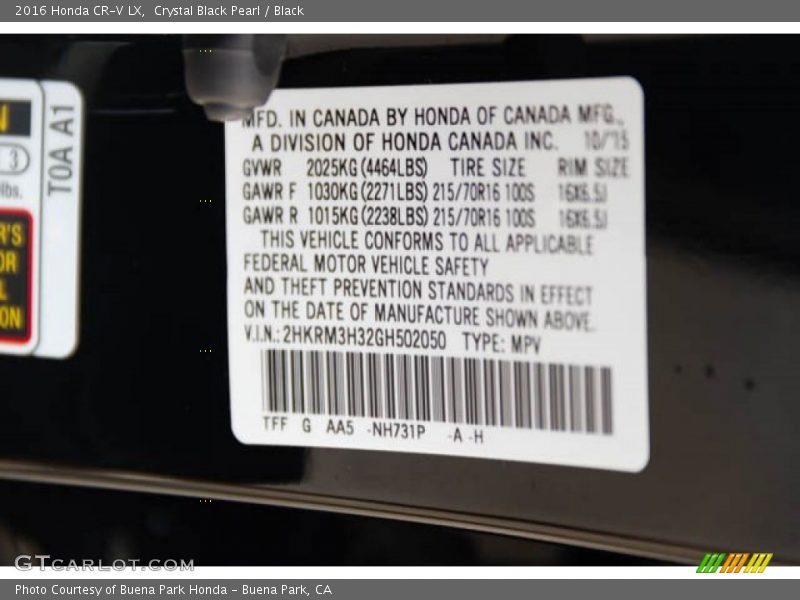 2016 Honda CR-V LX,  Crystal Black Pearl / Black
N
3
lbs.
R'S
OR
L
ON
T0A A1
MFD. IN CANADA BY HONDA OF CANADA MFG.,
A DIVISION OF HONDA CANADA INC. 10/'15
GVWR 2025KG(4464LBS) TIRE SIZE RIM SIZE
GAWR F 1030KG(2271LBS) 215/70R16 100S 16X6.5J
GAWR R 1015KG(2238LBS) 215/70R16 100S 16X6.5J
THIS VEHICLE CONFORMS TO ALL APPLICABLE
FEDERAL MOTOR VEHICLE SAFETY
AND THEFT PREVENTION STANDARDS IN EFFECT
ON THE DATE OF MANUFACTURE SHOWN ABOVE.
V.I.N.: 2HKRM3H32GH502050 TYPE: MPV
TFF G AA5 -NH731P -A -H
GTCARLOT.COM
Photo Courtesy of Buena Park Honda - Buena Park, CA